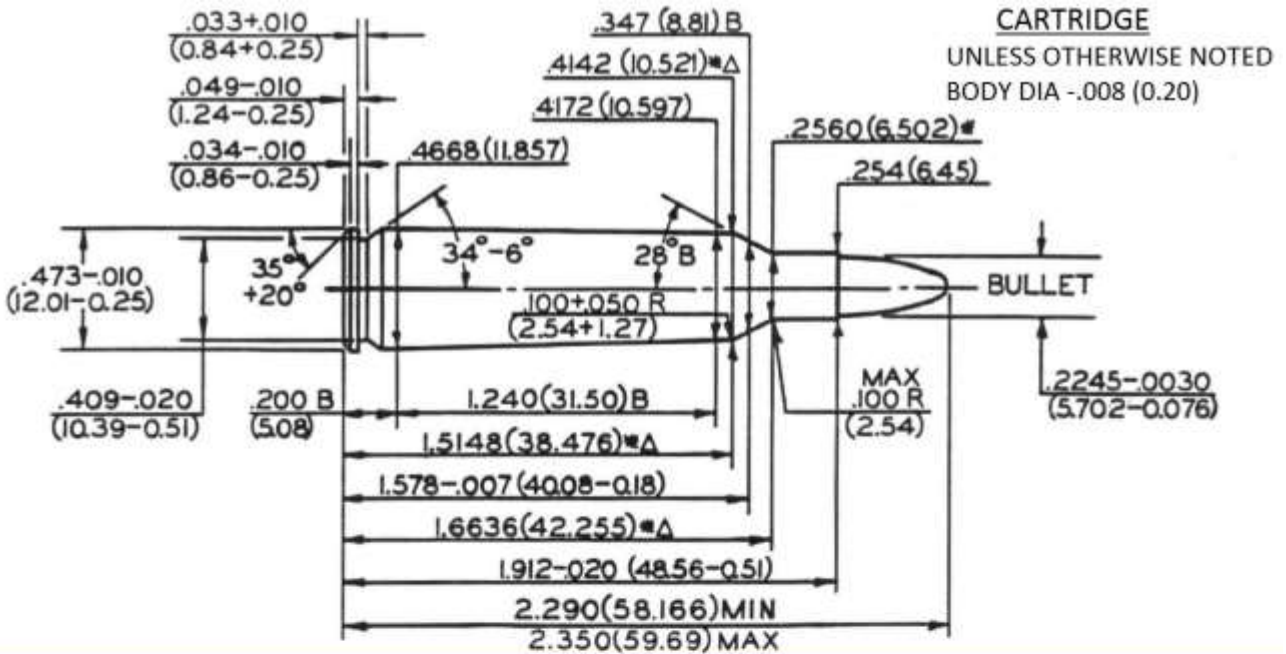 .033+.010
(0.84+0.25)
.049-.010
(1.24-0.25)
.034-.010
(0.86-0.25)
.347 (8.81) B
.4142 (10.521)*Δ
.4172(10.597)
.4668(11.857)
CARTRIDGE
UNLESS OTHERWISE NOTED
BODY DIA -.008 (0.20)
.2560(6.502)*
.254(6.45)
.473-.010
(12.01-0.25)
35°
+20°
34°-6°
28°B
.100+.050 R
(2.54+1.27)
BULLET
.409-.020
(10.39-0.51)
.200 B
(5.08)
1.240(31.50)B
MAX
.100 R
(2.54)
.2245-.0030
(5.702-0.076)
1.5148(38.476)*Δ
1.578-.007(40.08-0.18)
1.6636(42.255)*Δ
1.912-.020 (48.56-0.51)
2.290(58.166)MIN
2.350(59.69) MAX